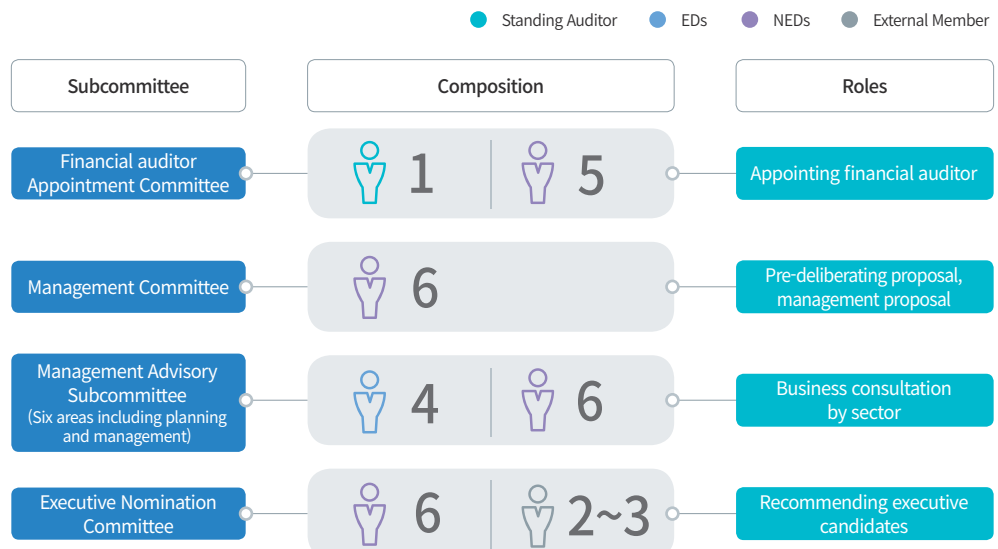 Standing Auditor
EDs
NEDs
External Member
Subcommittee
Composition
Roles
Financial auditor
Appointment Committee
1
5
Appointing financial auditor
Management Committee
6
Pre-deliberating proposal,
management proposal
Management Advisory
Subcommittee
(Six areas including planning
and management)
4
6
Business consultation
by sector
Executive Nomination
Committee
6
2~3
Recommending executive
candidates